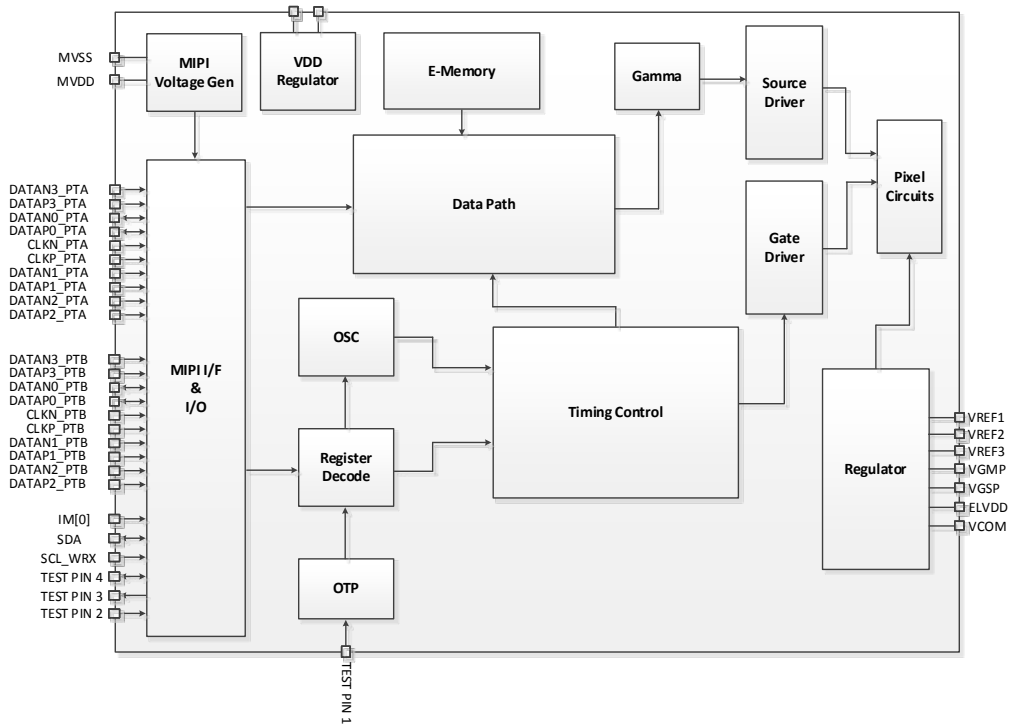 MVSS
MVDD
MIPI
Voltage Gen
VDD
Regulator
E-Memory
Gamma
Source
Driver
Pixel
Circuits
DATAN3_PTA
DATAP3_PTA
DATAN0_PTA
DATAP0_PTA
CLKN_PTA
CLKP_PTA
DATAN1_PTA
DATAP1_PTA
DATAN2_PTA
DATAP2_PTA
Data Path
Gate
Driver
DATAN3_PTB
DATAP3_PTB
DATAN0_PTB
DATAP0_PTB
CLKN_PTB
CLKP_PTB
DATAN1_PTB
DATAP1_PTB
DATAN2_PTB
DATAP2_PTB
MIPI I/F
&
I/O
OSC
Register
Decode
Timing Control
Regulator
VREF1
VREF2
VREF3
VGMP
VGSP
ELVDD
VCOM
IM[0]
SDA
SCL_WRX
TEST PIN 4
TEST PIN 3
TEST PIN 2
OTP
TEST PIN 1